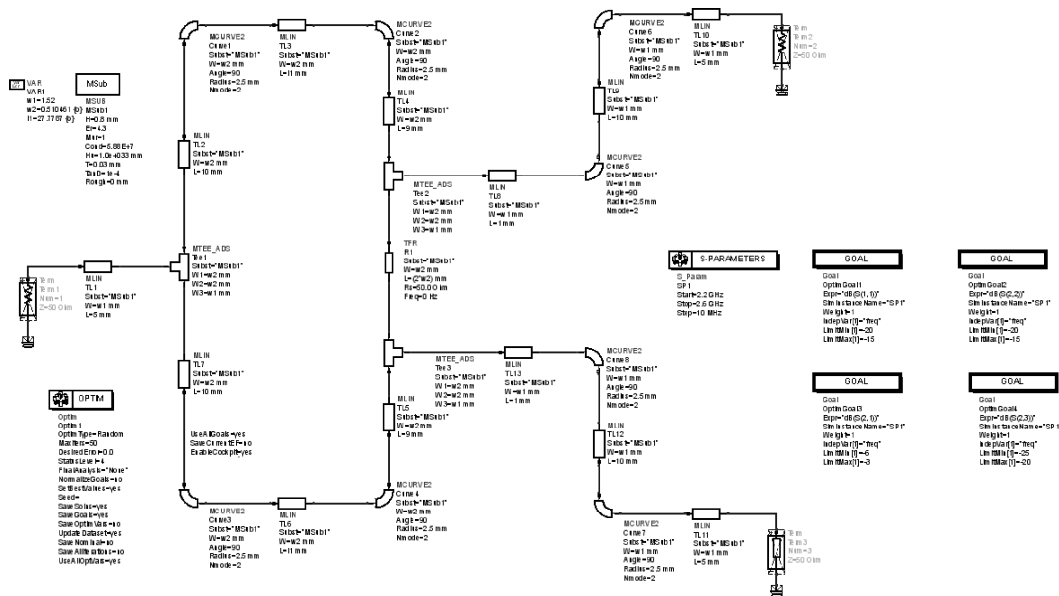 VAR
VAR1
w1=1.52
w2=0.510461 {o}
l1=27.7787 {o}
MSub
MSUB
MSub1
H=0.8 mm
Er=4.3
Mur=1
Cond=5.88E+7
Hu=1.0e+033 mm
T=0.03 mm
TanD=1e-4
Rough=0 mm
MCURVE2
Curve1
Subst="MSub1"
W=w2 mm
Angle=90
Radius=2.5 mm
Nmode=2
MLIN
TL3
Subst="MSub1"
W=w2 mm
L=l1 mm
MCURVE2
Curve2
Subst="MSub1"
W=w2 mm
Angle=90
Radius=2.5 mm
Nmode=2
MLIN
TL4
Subst="MSub1"
W=w2 mm
L=9 mm
MLIN
TL2
Subst="MSub1"
W=w2 mm
L=10 mm
MTEE_ADS
Tee2
Subst="MSub1"
W1=w2 mm
W2=w2 mm
W3=w1 mm
MLIN
TL8
Subst="MSub1"
W=w1 mm
L=1 mm
MCURVE2
Curve5
Subst="MSub1"
W=w1 mm
Angle=90
Radius=2.5 mm
Nmode=2
MLIN
TL9
Subst="MSub1"
W=w1 mm
L=10 mm
MCURVE2
Curve6
Subst="MSub1"
W=w1 mm
Angle=90
Radius=2.5 mm
Nmode=2
MLIN
TL10
Subst="MSub1"
W=w1 mm
L=5 mm
Term
Term2
Num=2
Z=50 Ohm
Term
Term1
Num=1
Z=50 Ohm
MLIN
TL1
Subst="MSub1"
W=w1 mm
L=5 mm
MTEE_ADS
Tee1
Subst="MSub1"
W1=w2 mm
W2=w2 mm
W3=w1 mm
TFR
R1
Subst="MSub1"
W=w2 mm
L=(2*w2) mm
Rs=50.0 Ohm
Freq=0 Hz
MLIN
TL7
Subst="MSub1"
W=w2 mm
L=10 mm
MTEE_ADS
Tee3
Subst="MSub1"
W1=w2 mm
W2=w2 mm
W3=w1 mm
MLIN
TL13
Subst="MSub1"
W=w1 mm
L=1 mm
MCURVE2
Curve8
Subst="MSub1"
W=w1 mm
Angle=90
Radius=2.5 mm
Nmode=2
MLIN
TL5
Subst="MSub1"
W=w2 mm
L=9 mm
MLIN
TL12
Subst="MSub1"
W=w1 mm
L=10 mm
MCURVE2
Curve3
Subst="MSub1"
W=w2 mm
Angle=90
Radius=2.5 mm
Nmode=2
MLIN
TL6
Subst="MSub1"
W=w2 mm
L=l1 mm
MCURVE2
Curve4
Subst="MSub1"
W=w2 mm
Angle=90
Radius=2.5 mm
Nmode=2
MCURVE2
Curve7
Subst="MSub1"
W=w1 mm
Angle=90
Radius=2.5 mm
Nmode=2
MLIN
TL11
Subst="MSub1"
W=w1 mm
L=5 mm
Term
Term3
Num=3
Z=50 Ohm
OPTIM
Optim
Optim1
OptimType=Random
MaxIters=50
DesiredError=0.0
StatusLevel=4
FinalAnalysis="None"
NormalizeGoals=no
SetBestValues=yes
Seed=
SaveSolns=yes
SaveGoals=yes
SaveOptimVars=no
UpdateDataset=yes
SaveNominal=no
SaveAllIterations=no
UseAllOptVars=yes
UseAllGoals=yes
SaveCurrentEF=no
EnableCockpit=yes
S-PARAMETERS
S_Param
SP1
Start=2.2 GHz
Stop=2.6 GHz
Step=10 MHz
GOAL
Goal
OptimGoal1
Expr="dB(S(1,1))"
SimInstanceName="SP1"
Weight=1
IndepVar[1]="freq"
LimitMin[1]=-20
LimitMax[1]=-15
GOAL
Goal
OptimGoal2
Expr="dB(S(2,2))"
SimInstanceName="SP1"
Weight=1
IndepVar[1]="freq"
LimitMin[1]=-20
LimitMax[1]=-15
GOAL
Goal
OptimGoal3
Expr="dB(S(2,1))"
SimInstanceName="SP1"
Weight=1
IndepVar[1]="freq"
LimitMin[1]=-6
LimitMax[1]=-3
GOAL
Goal
OptimGoal4
Expr="dB(S(2,3))"
SimInstanceName="SP1
Weight=1
IndepVar[1]="freq"
LimitMin[1]=-25
LimitMax[1]=-20